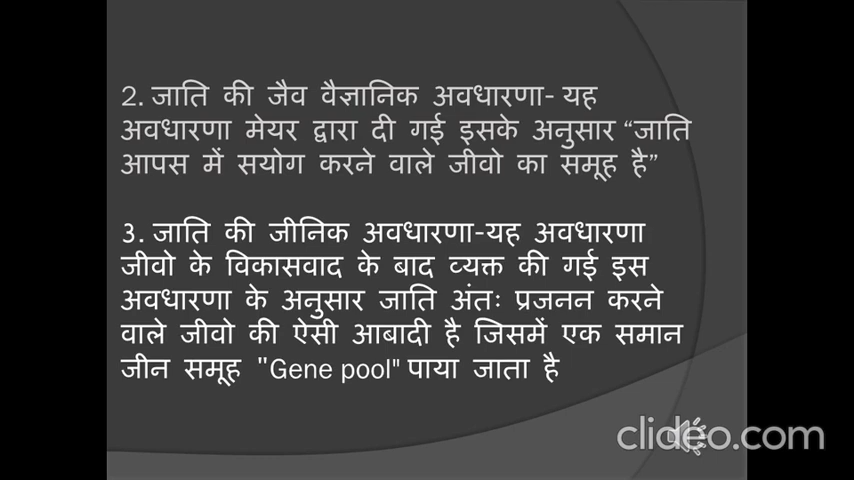 2. जाति की जैव वैज्ञानिक अवधारणा- यह
अवधारणा मेयर द्वारा दी गई इसके अनुसार “जाति
आपस में सयोग करने वाले जीवो का समूह है”
3. जाति की जीनिक अवधारणा-यह अवधारणा
जीवो के विकासवाद के बाद व्यक्त की गई इस
अवधारणा के अनुसार जाति अंतः प्रजनन करने
वाले जीवो की ऐसी आबादी है जिसमें एक समान
जीन समूह "Gene pool" पाया जाता है
clideo.com